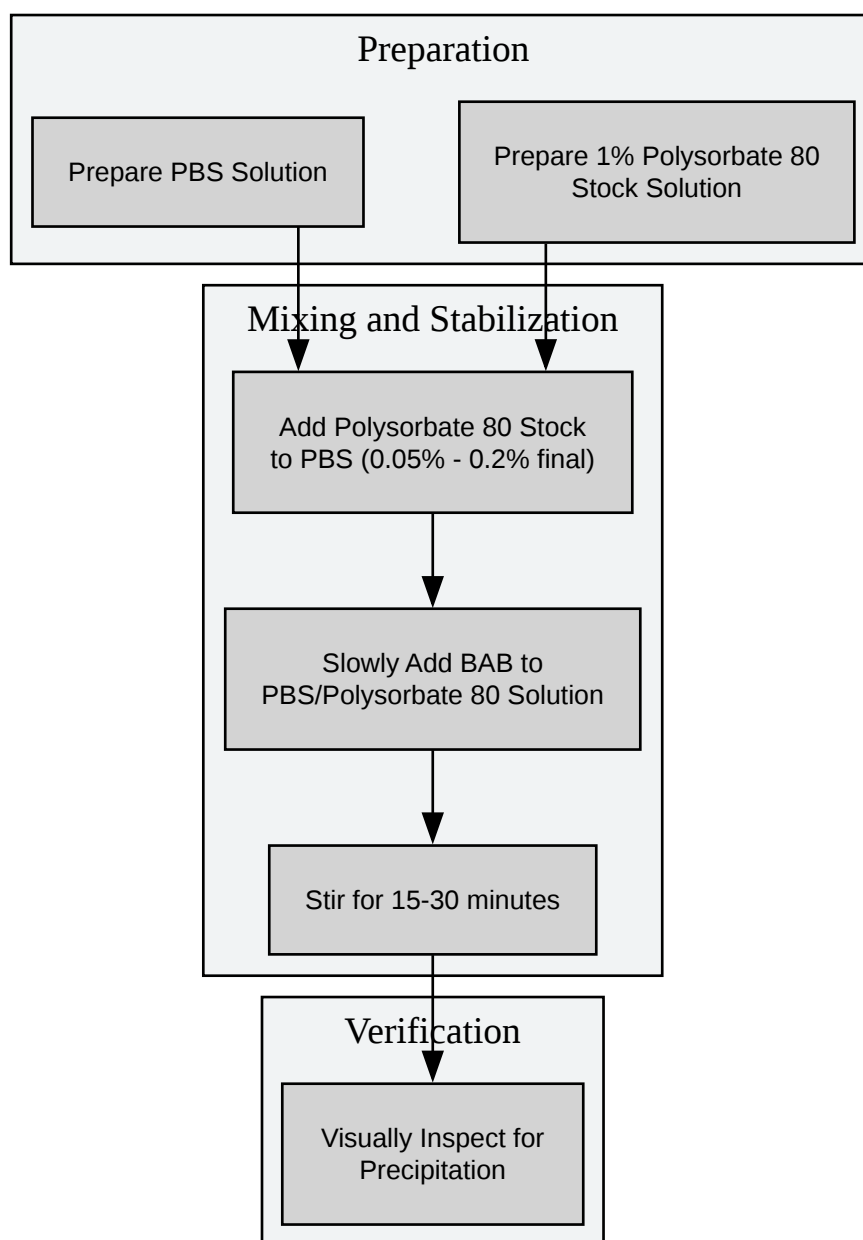 Preparation
Prepare PBS Solution
Prepare 1% Polysorbate 80
Stock Solution
Mixing and Stabilization
Add Polysorbate 80 Stock
to PBS (0.05% - 0.2% final)
Slowly Add BAB to
PBS/Polysorbate 80 Solution
Stir for 15-30 minutes
Verification
Visually Inspect for
Precipitation